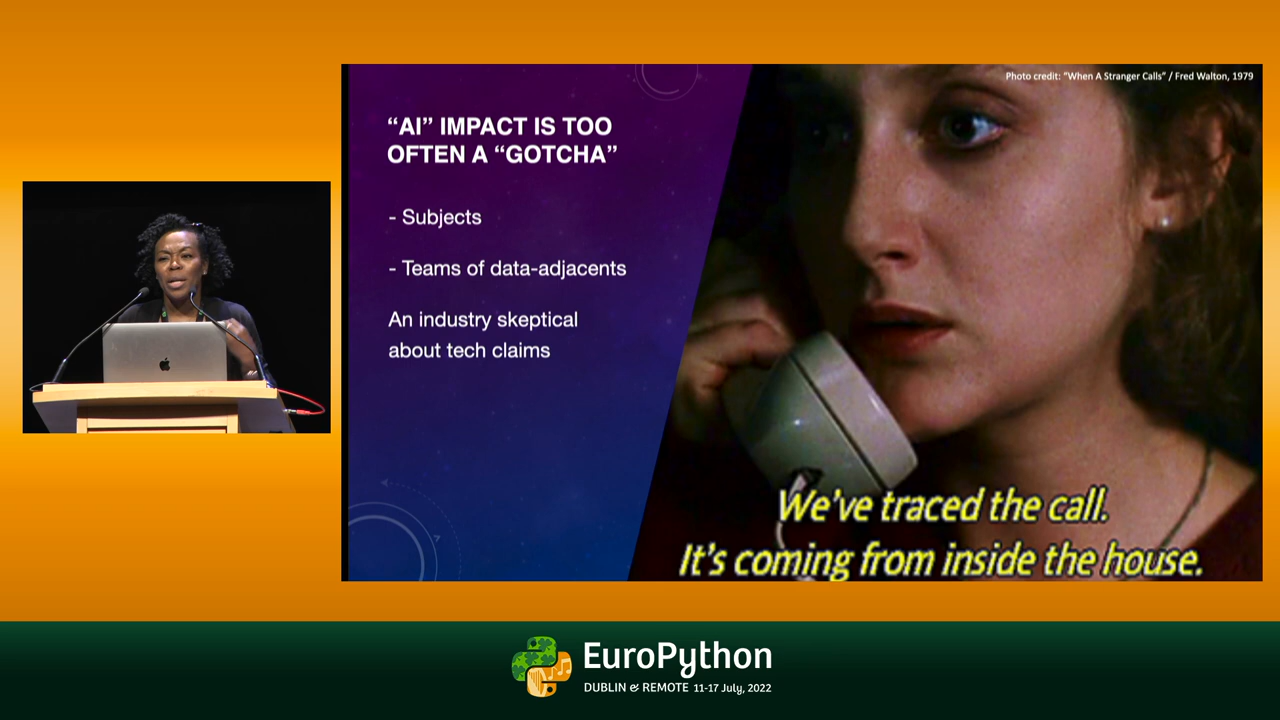 Photo credit: "When A Stranger Calls" / Fred Walton, 1979
“AI” IMPACT IS TOO
OFTEN A “GOTCHA”
- Subjects
- Teams of data-adjacents
An industry skeptical
about tech claims
We've traced the call.
It's coming from inside the house.
EuroPython
DUBLIN & REMOTE 11-17 July, 2022